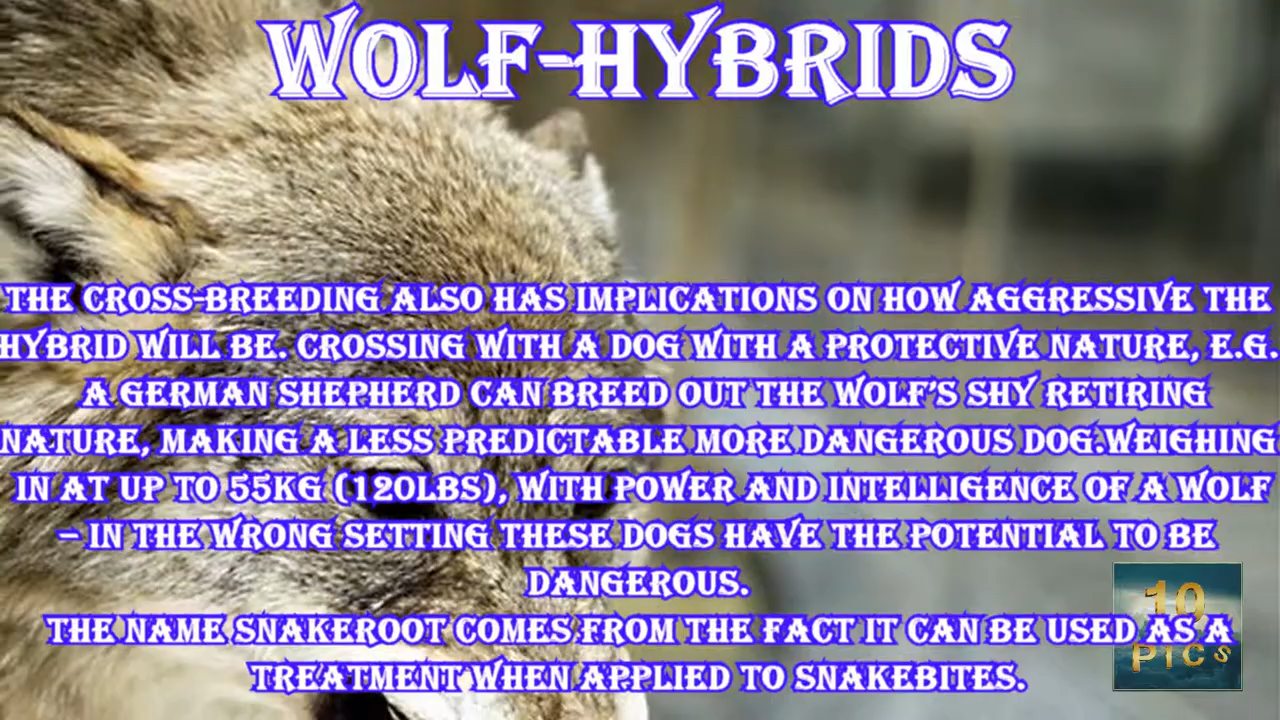 WOLF-HYBRIDS
THE CROSS-BREEDING ALSO HAS IMPLICATIONS ON HOW AGGRESSIVE THE
HYBRID WILL BE. CROSSING WITH A DOG WITH A PROTECTIVE NATURE, E.G.
A GERMAN SHEPHERD CAN BREED OUT THE WOLF'S SHY RETIRING
NATURE, MAKING A LESS PREDICTABLE MORE DANGEROUS DOG.WEIGHING
IN AT UP TO 55KG (120LBS), WITH POWER AND INTELLIGENCE OF A WOLF
– IN THE WRONG SETTING THESE DOGS HAVE THE POTENTIAL TO BE
DANGEROUS.
THE NAME SNAKEROOT COMES FROM THE FACT IT CAN BE USED AS A
TREATMENT WHEN APPLIED TO SNAKEBITES.
10
PICS